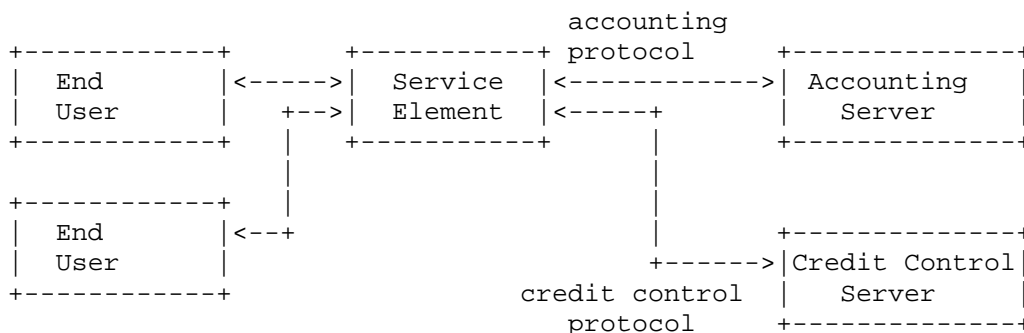 accounting
protocol
End Service Accounting
User Element Server
End
User Credit Control
credit control Server
protocol